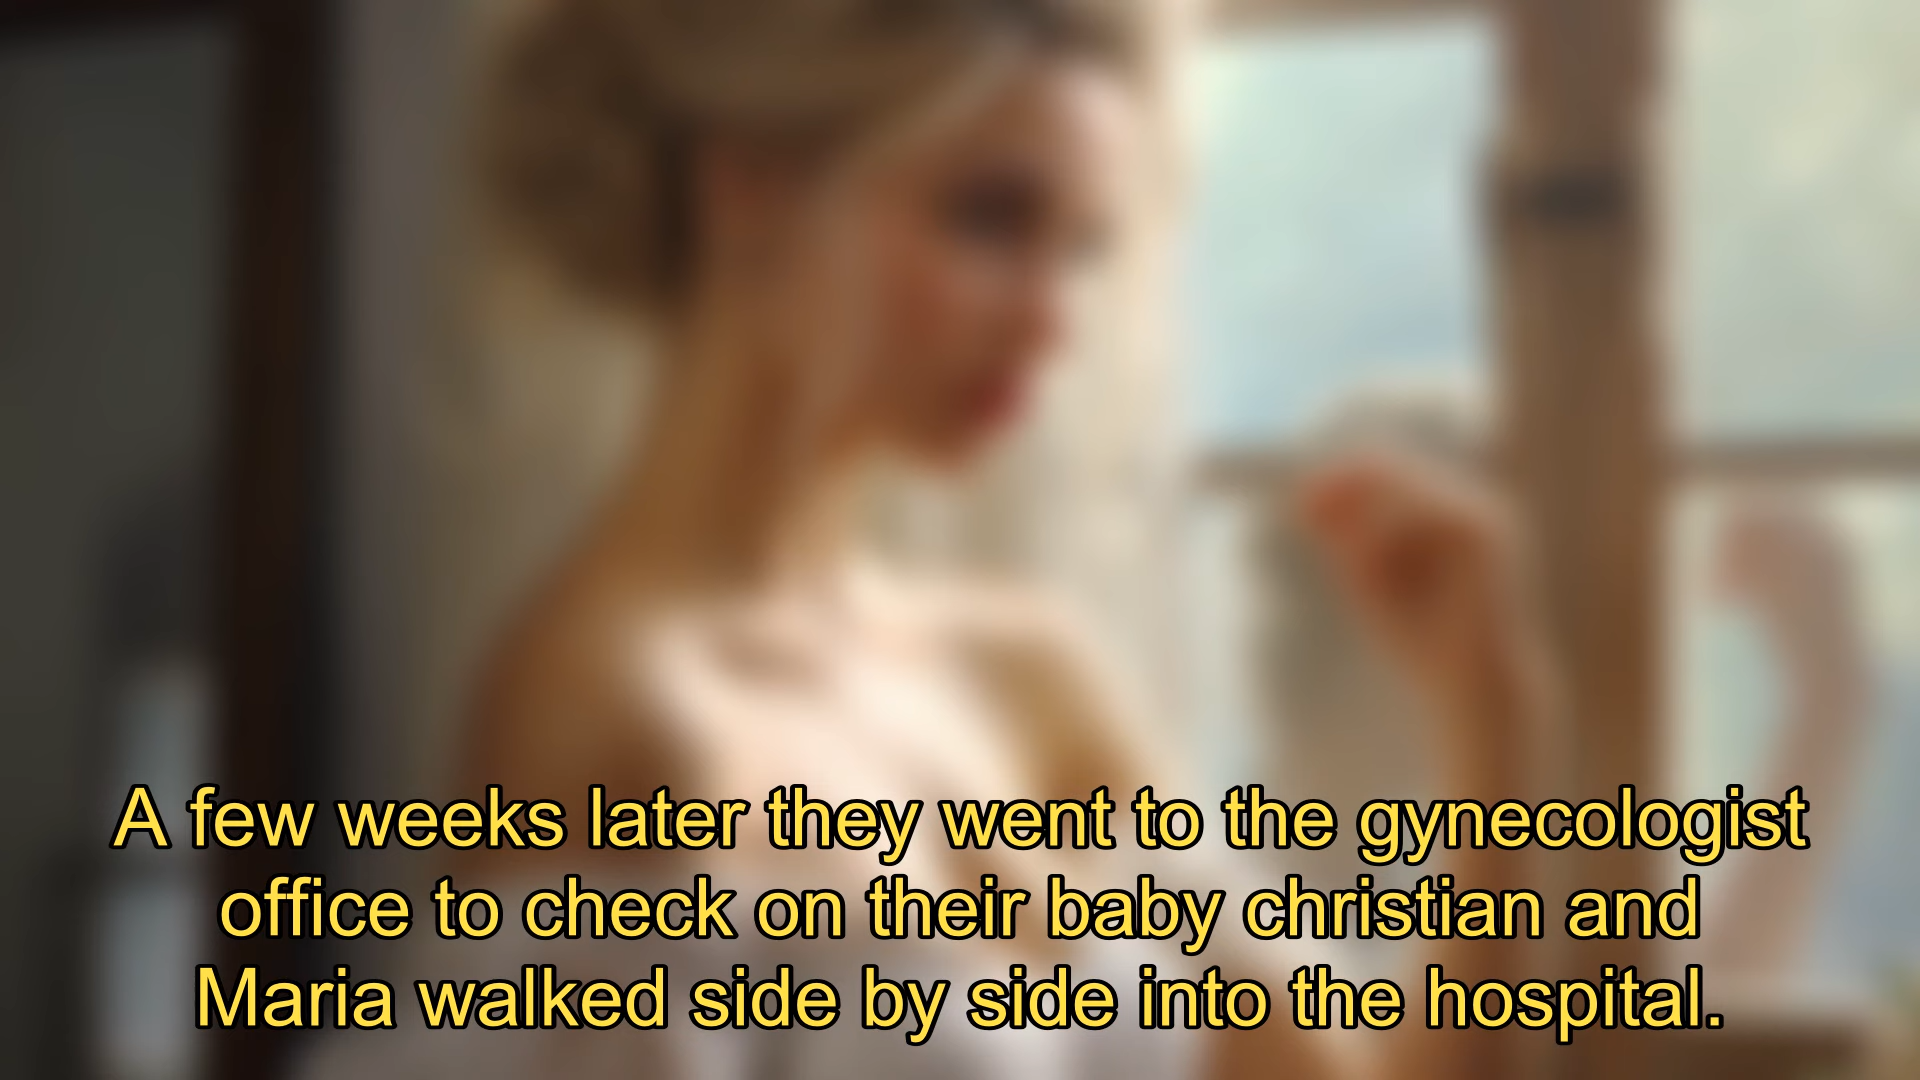 A few weeks later they went to the gynecologist
office to check on their baby christian and
Maria walked side by side into the hospital.